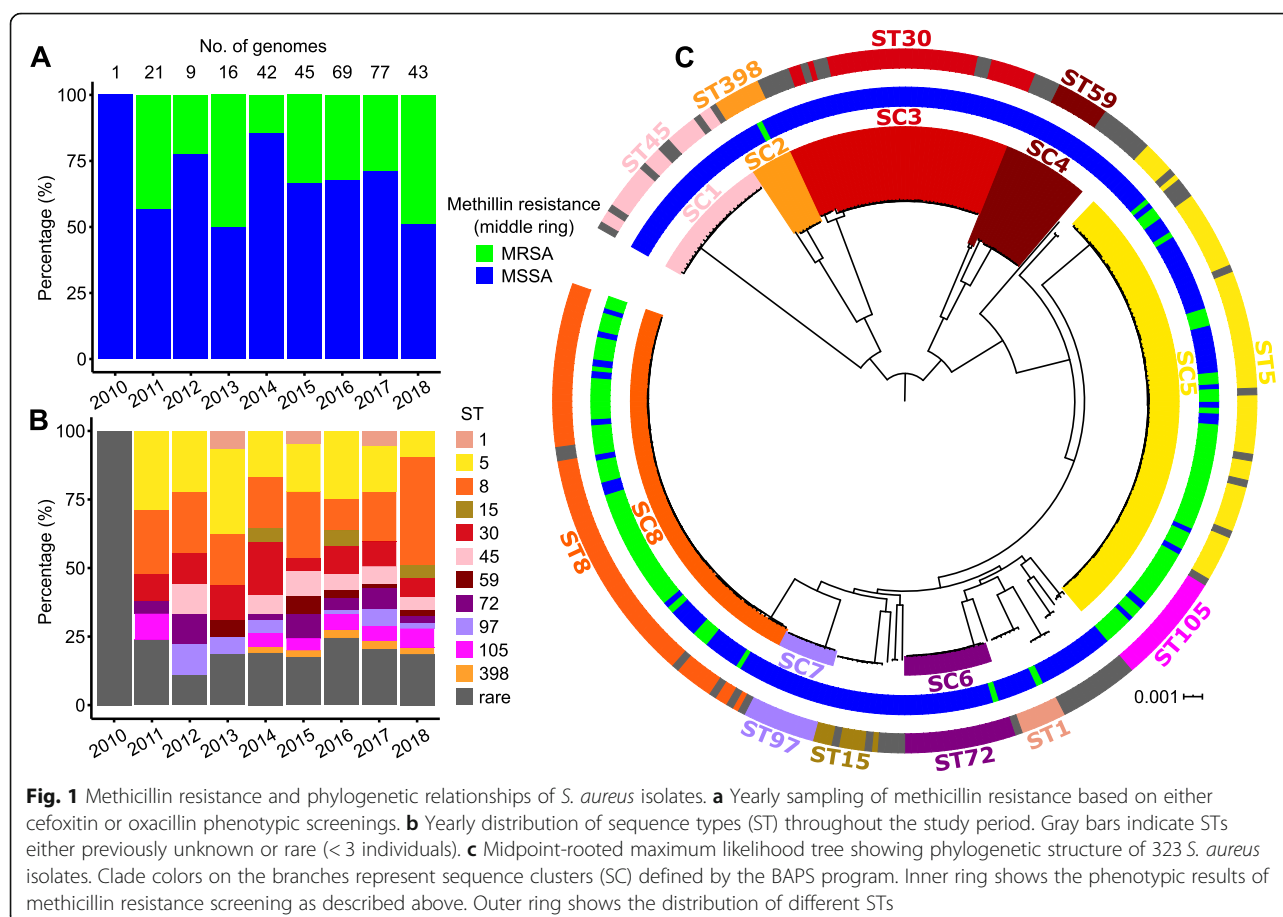 A
No. of genomes
1 21 9 16 42 45 69 77 43
Percentage (%)
100
75
50
25
0
2010 2011 2012 2013 2014 2015 2016 2017 2018
Methillin resistance
(middle ring)
MRSA
MSSA
B
Percentage (%)
100
75
50
25
0
2010 2011 2012 2013 2014 2015 2016 2017 2018
ST
1
5
8
15
30
45
59
72
97
105
398
rare
C
ST45
ST398
ST30
ST59
ST5
ST105
ST1
ST72
ST15
ST97
ST8
SC1
SC2
SC3
SC4
SC5
SC6
SC7
SC8
0.001
Fig. 1 Methicillin resistance and phylogenetic relationships of S. aureus isolates. a Yearly sampling of methicillin resistance based on either
cefoxitin or oxacillin phenotypic screenings. b Yearly distribution of sequence types (ST) throughout the study period. Gray bars indicate STs
either previously unknown or rare (< 3 individuals). c Midpoint-rooted maximum likelihood tree showing phylogenetic structure of 323 S. aureus
isolates. Clade colors on the branches represent sequence clusters (SC) defined by the BAPS program. Inner ring shows the phenotypic results of
methicillin resistance screening as described above. Outer ring shows the distribution of different STs